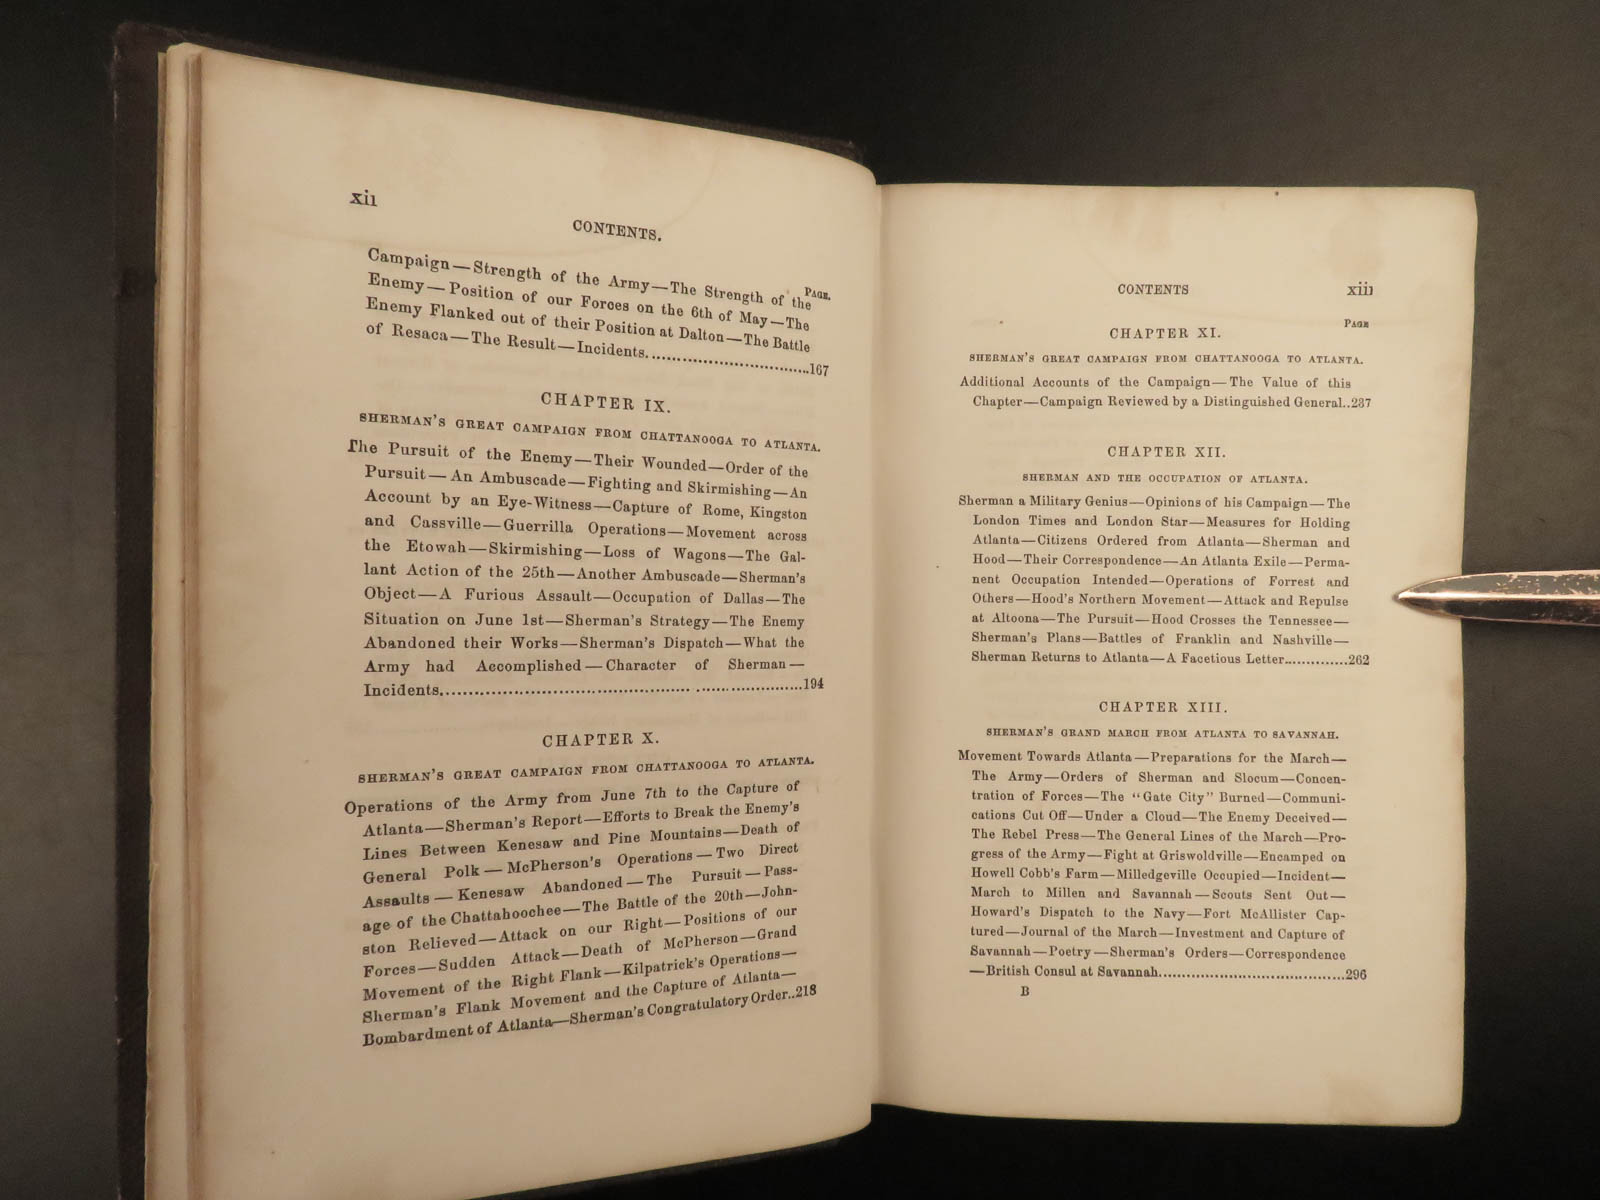 xii
CONTENTS.
PAGE.
Campaign—Strength of the Army—The Strength of the
Enemy—Position of our Forces on the 6th of May—The
Enemy Flanked out of their Position at Dalton—The Battle
of Resaca—The Result—Incidents..............................167
CHAPTER IX.
SHERMAN'S GREAT CAMPAIGN FROM CHATTANOOGA TO ATLANTA.
The Pursuit of the Enemy—Their Wounded—Order of the
Pursuit—An Ambuscade—Fighting and Skirmishing—An
Account by an Eye-Witness—Capture of Rome, Kingston
and Cassville—Guerrilla Operations—Movement across
the Etowah—Skirmishing—Loss of Wagons—The Gal-
lant Action of the 25th—Another Ambuscade—Sherman's
Object—A Furious Assault—Occupation of Dallas—The
Situation on June 1st—Sherman's Strategy—The Enemy
Abandoned their Works—Sherman's Dispatch—What the
Army had Accomplished—Character of Sherman—
Incidents..........................................................194
CHAPTER X.
SHERMAN'S GREAT CAMPAIGN FROM CHATTANOOGA TO ATLANTA.
Operations of the Army from June 7th to the Capture of
Atlanta—Sherman's Report—Efforts to Break the Enemy's
Lines Between Kenesaw and Pine Mountains—Death of
General Polk—McPherson's Operations—Two Direct
Assaults—Kenesaw Abandoned—The Pursuit—Pass-
age of the Chattahoochee—The Battle of the 20th—John-
ston Relieved—Attack on our Right—Positions of our
Forces—Sudden Attack—Death of McPherson—Grand
Movement of the Right Flank—Kilpatrick's Operations—
Sherman's Flank Movement and the Capture of Atlanta—
Bombardment of Atlanta—Sherman's Congratulatory Order..218
CONTENTS
xiii
PAGE
CHAPTER XI.
SHERMAN'S GREAT CAMPAIGN FROM CHATTANOOGA TO ATLANTA.
Additional Accounts of the Campaign—The Value of this
Chapter—Campaign Reviewed by a Distinguished General..237
CHAPTER XII.
SHERMAN AND THE OCCUPATION OF ATLANTA.
Sherman a Military Genius—Opinions of his Campaign—The
London Times and London Star—Measures for Holding
Atlanta—Citizens Ordered from Atlanta—Sherman and
Hood—Their Correspondence—An Atlanta Exile—Perma-
nent Occupation Intended—Operations of Forrest and
Others—Hood's Northern Movement—Attack and Repulse
at Altoona—The Pursuit—Hood Crosses the Tennessee—
Sherman's Plans—Battles of Franklin and Nashville—
Sherman Returns to Atlanta—A Facetious Letter..............262
CHAPTER XIII.
SHERMAN'S GRAND MARCH FROM ATLANTA TO SAVANNAH.
Movement Towards Atlanta—Preparations for the March—
The Army—Orders of Sherman and Slocum—Concen-
tration of Forces—The "Gate City" Burned—Communi-
cations Cut Off—Under a Cloud—The Enemy Deceived—
The Rebel Press—The General Lines of the March—Pro-
gress of the Army—Fight at Griswoldville—Encamped on
Howell Cobb's Farm—Milledgeville Occupied—Incident—
March to Millen and Savannah—Scouts Sent Out—
Howard's Dispatch to the Navy—Fort McAllister Cap-
tured—Journal of the March—Investment and Capture of
Savannah—Poetry—Sherman's Orders—Correspondence
—British Consul at Savannah......................................296
B